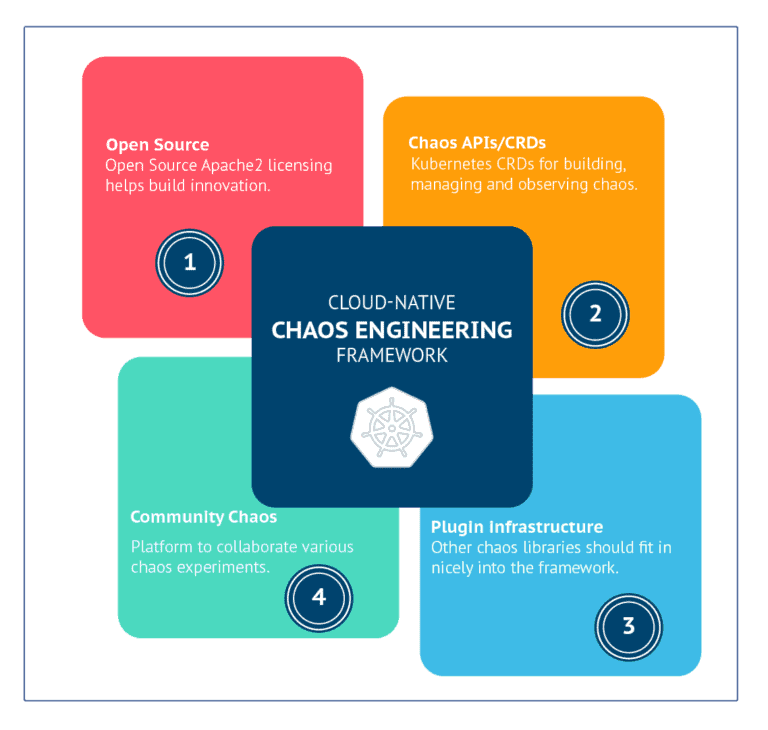 Open Source
Open Source Apache2 licensing
helps build innovation.
1
Chaos APIs/CRDs
Kubernetes CRDs for building,
managing and observing chaos.
2
CLOUD-NATIVE
CHAOS ENGINEERING
FRAMEWORK
Community Chaos
Platform to collaborate various
chaos experiments.
4
Plugin Infrastructure
Other chaos libraries should fit in
nicely into the framework.
3